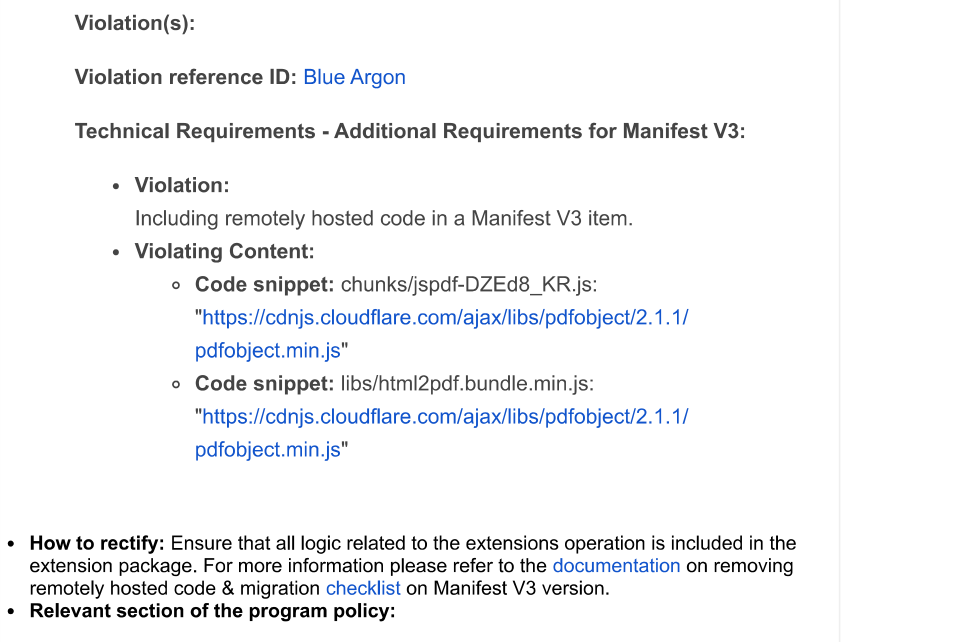 Violation(s):
Violation reference ID: Blue Argon
Technical Requirements - Additional Requirements for Manifest V3:
• Violation:
Including remotely hosted code in a Manifest V3 item.
• Violating Content:
◦ Code snippet: chunks/jspdf-DZEd8_KR.js:
"https://cdnjs.cloudflare.com/ajax/libs/pdfobject/2.1.1/
pdfobject.min.js"
◦ Code snippet: libs/html2pdf.bundle.min.js:
"https://cdnjs.cloudflare.com/ajax/libs/pdfobject/2.1.1/
pdfobject.min.js"
• How to rectify: Ensure that all logic related to the extensions operation is included in the
extension package. For more information please refer to the documentation on removing
remotely hosted code & migration checklist on Manifest V3 version.
• Relevant section of the program policy: